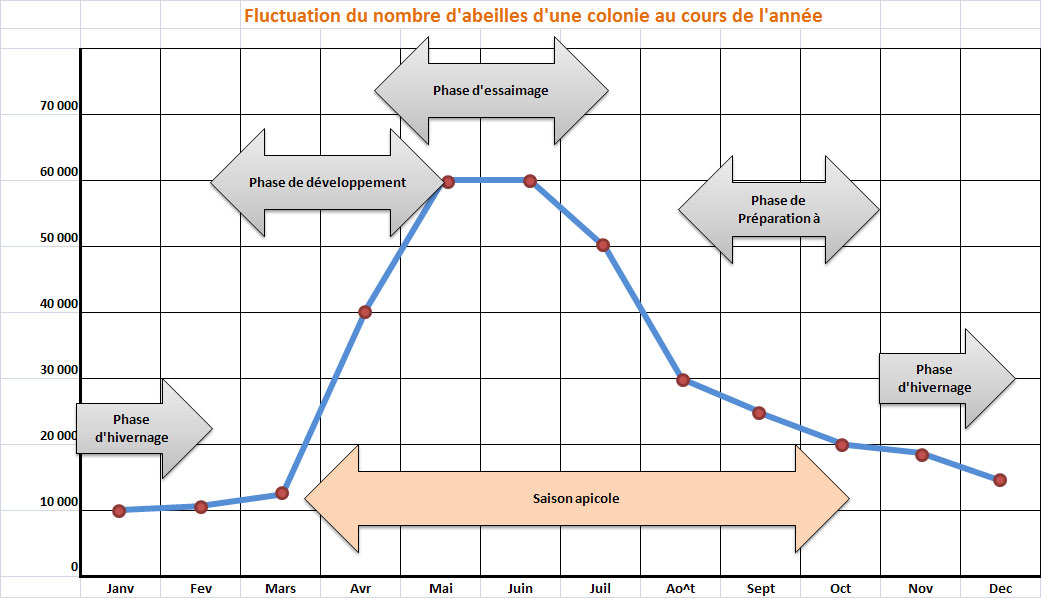 Fluctuation du nombre d'abeilles d'une colonie au cours de l'année
Phase d'essaimage
70 000
60 000
Phase de développement
Phase de
Préparation à
50 000
40 000
30 000
Phase
d'hivernage
Phase
d'hivernage
20 000
10 000
Saison apicole
0
Janv Fev Mars Avr Mai Juin Juil Ao^t Sept Oct Nov Dec